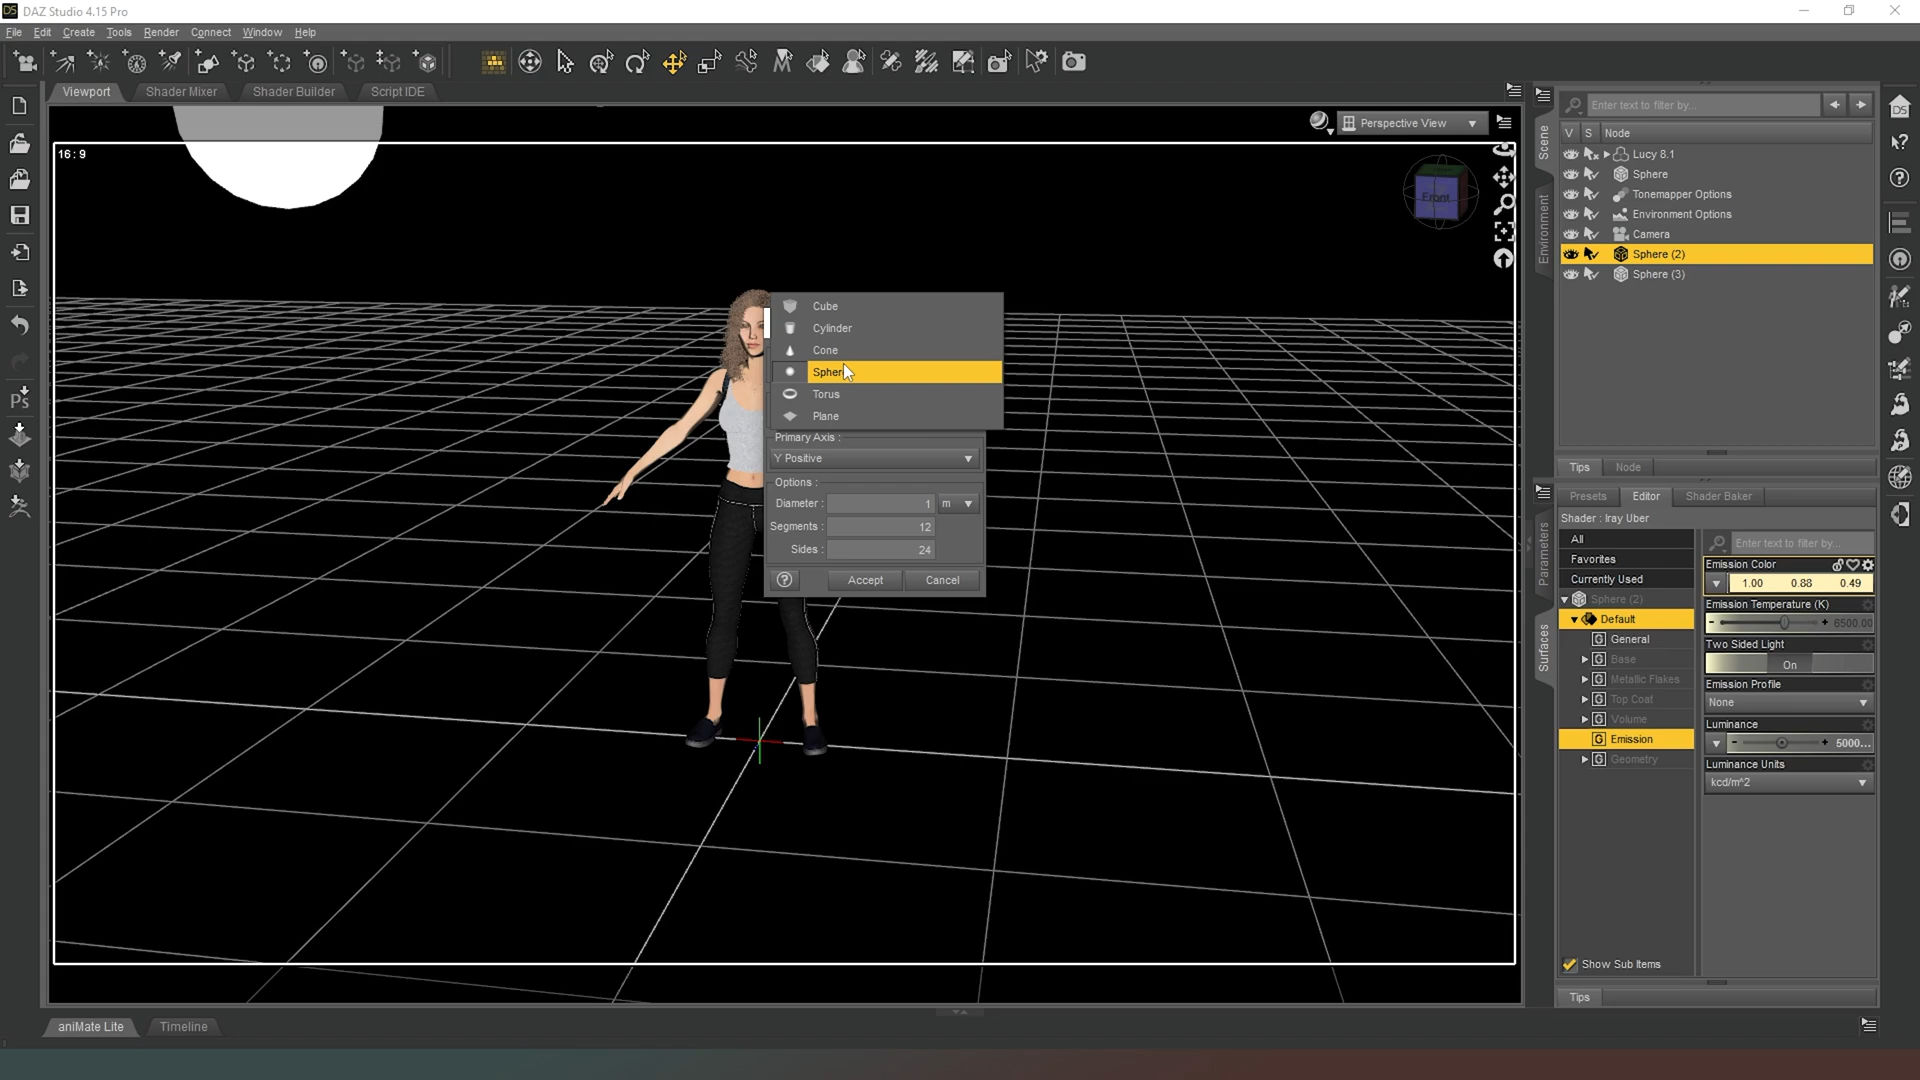 DAZ Studio 4.15 Pro
File Edit Create Tools Render Connect Window Help
Viewport Shader Mixer Shader Builder Script IDE
16 : 9
Perspective View
Front
Cube
Cylinder
Cone
Sphere
Torus
Plane
Primary Axis :
Y Positive
Options :
Diameter : 1 m
Segments : 12
Sides : 24
Accept Cancel
Scene
Environment
Enter text to filter by...
V S Node
Lucy 8.1
Sphere
Tonemapper Options
Environment Options
Camera
Sphere (2)
Sphere (3)
Tips Node
Presets Editor Shader Baker
Parameters
Surfaces
Shader : Iray Uber
All
Favorites
Currently Used
Sphere (2)
Default
General
Base
Metallic Flakes
Top Coat
Volume
Emission
Geometry
Show Sub Items
Enter text to filter by...
Emission Color
1.00 0.88 0.49
Emission Temperature (K)
6500.00
Two Sided Light
On
Emission Profile
None
Luminance
5000...
Luminance Units
kcd/m^2
Tips
aniMate Lite Timeline
DS
Ps